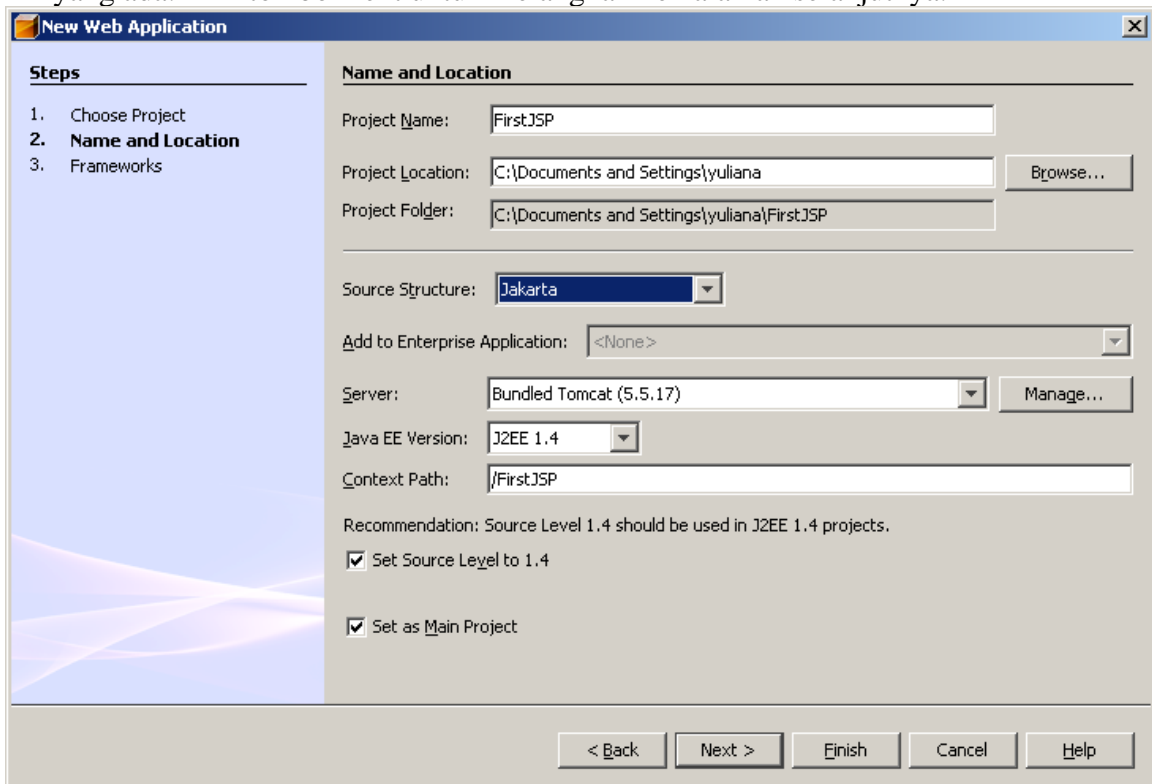 New Web Application
Steps
1. Choose Project
2. Name and Location
3. Frameworks
Name and Location
Project Name: FirstJSP
Project Location: C:\Documents and Settings\yuliana Browse...
Project Folder: C:\Documents and Settings\yuliana\FirstJSP
Source Structure: Jakarta
Add to Enterprise Application: <None>
Server: Bundled Tomcat (5.5.17) Manage...
Java EE Version: J2EE 1.4
Context Path: /FirstJSP
Recommendation: Source Level 1.4 should be used in J2EE 1.4 projects.
Set Source Level to 1.4
Set as Main Project
< Back Next > Finish Cancel Help